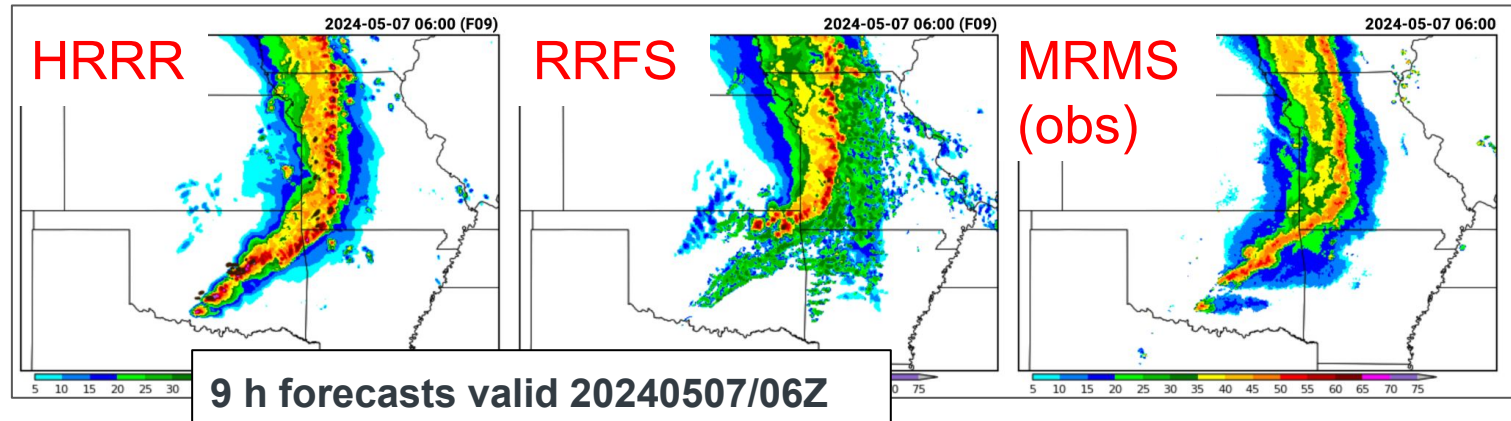 2024-05-07 06:00 (F09)
HRRR
2024-05-07 06:00 (F09)
RRFS
2024-05-07 06:00
MRMS
(obs)
5 10 15 20 25 30
75
5 10 15 20 25 30 35 40 45 50 55 60 65 70 75
9 h forecasts valid 20240507/06Z